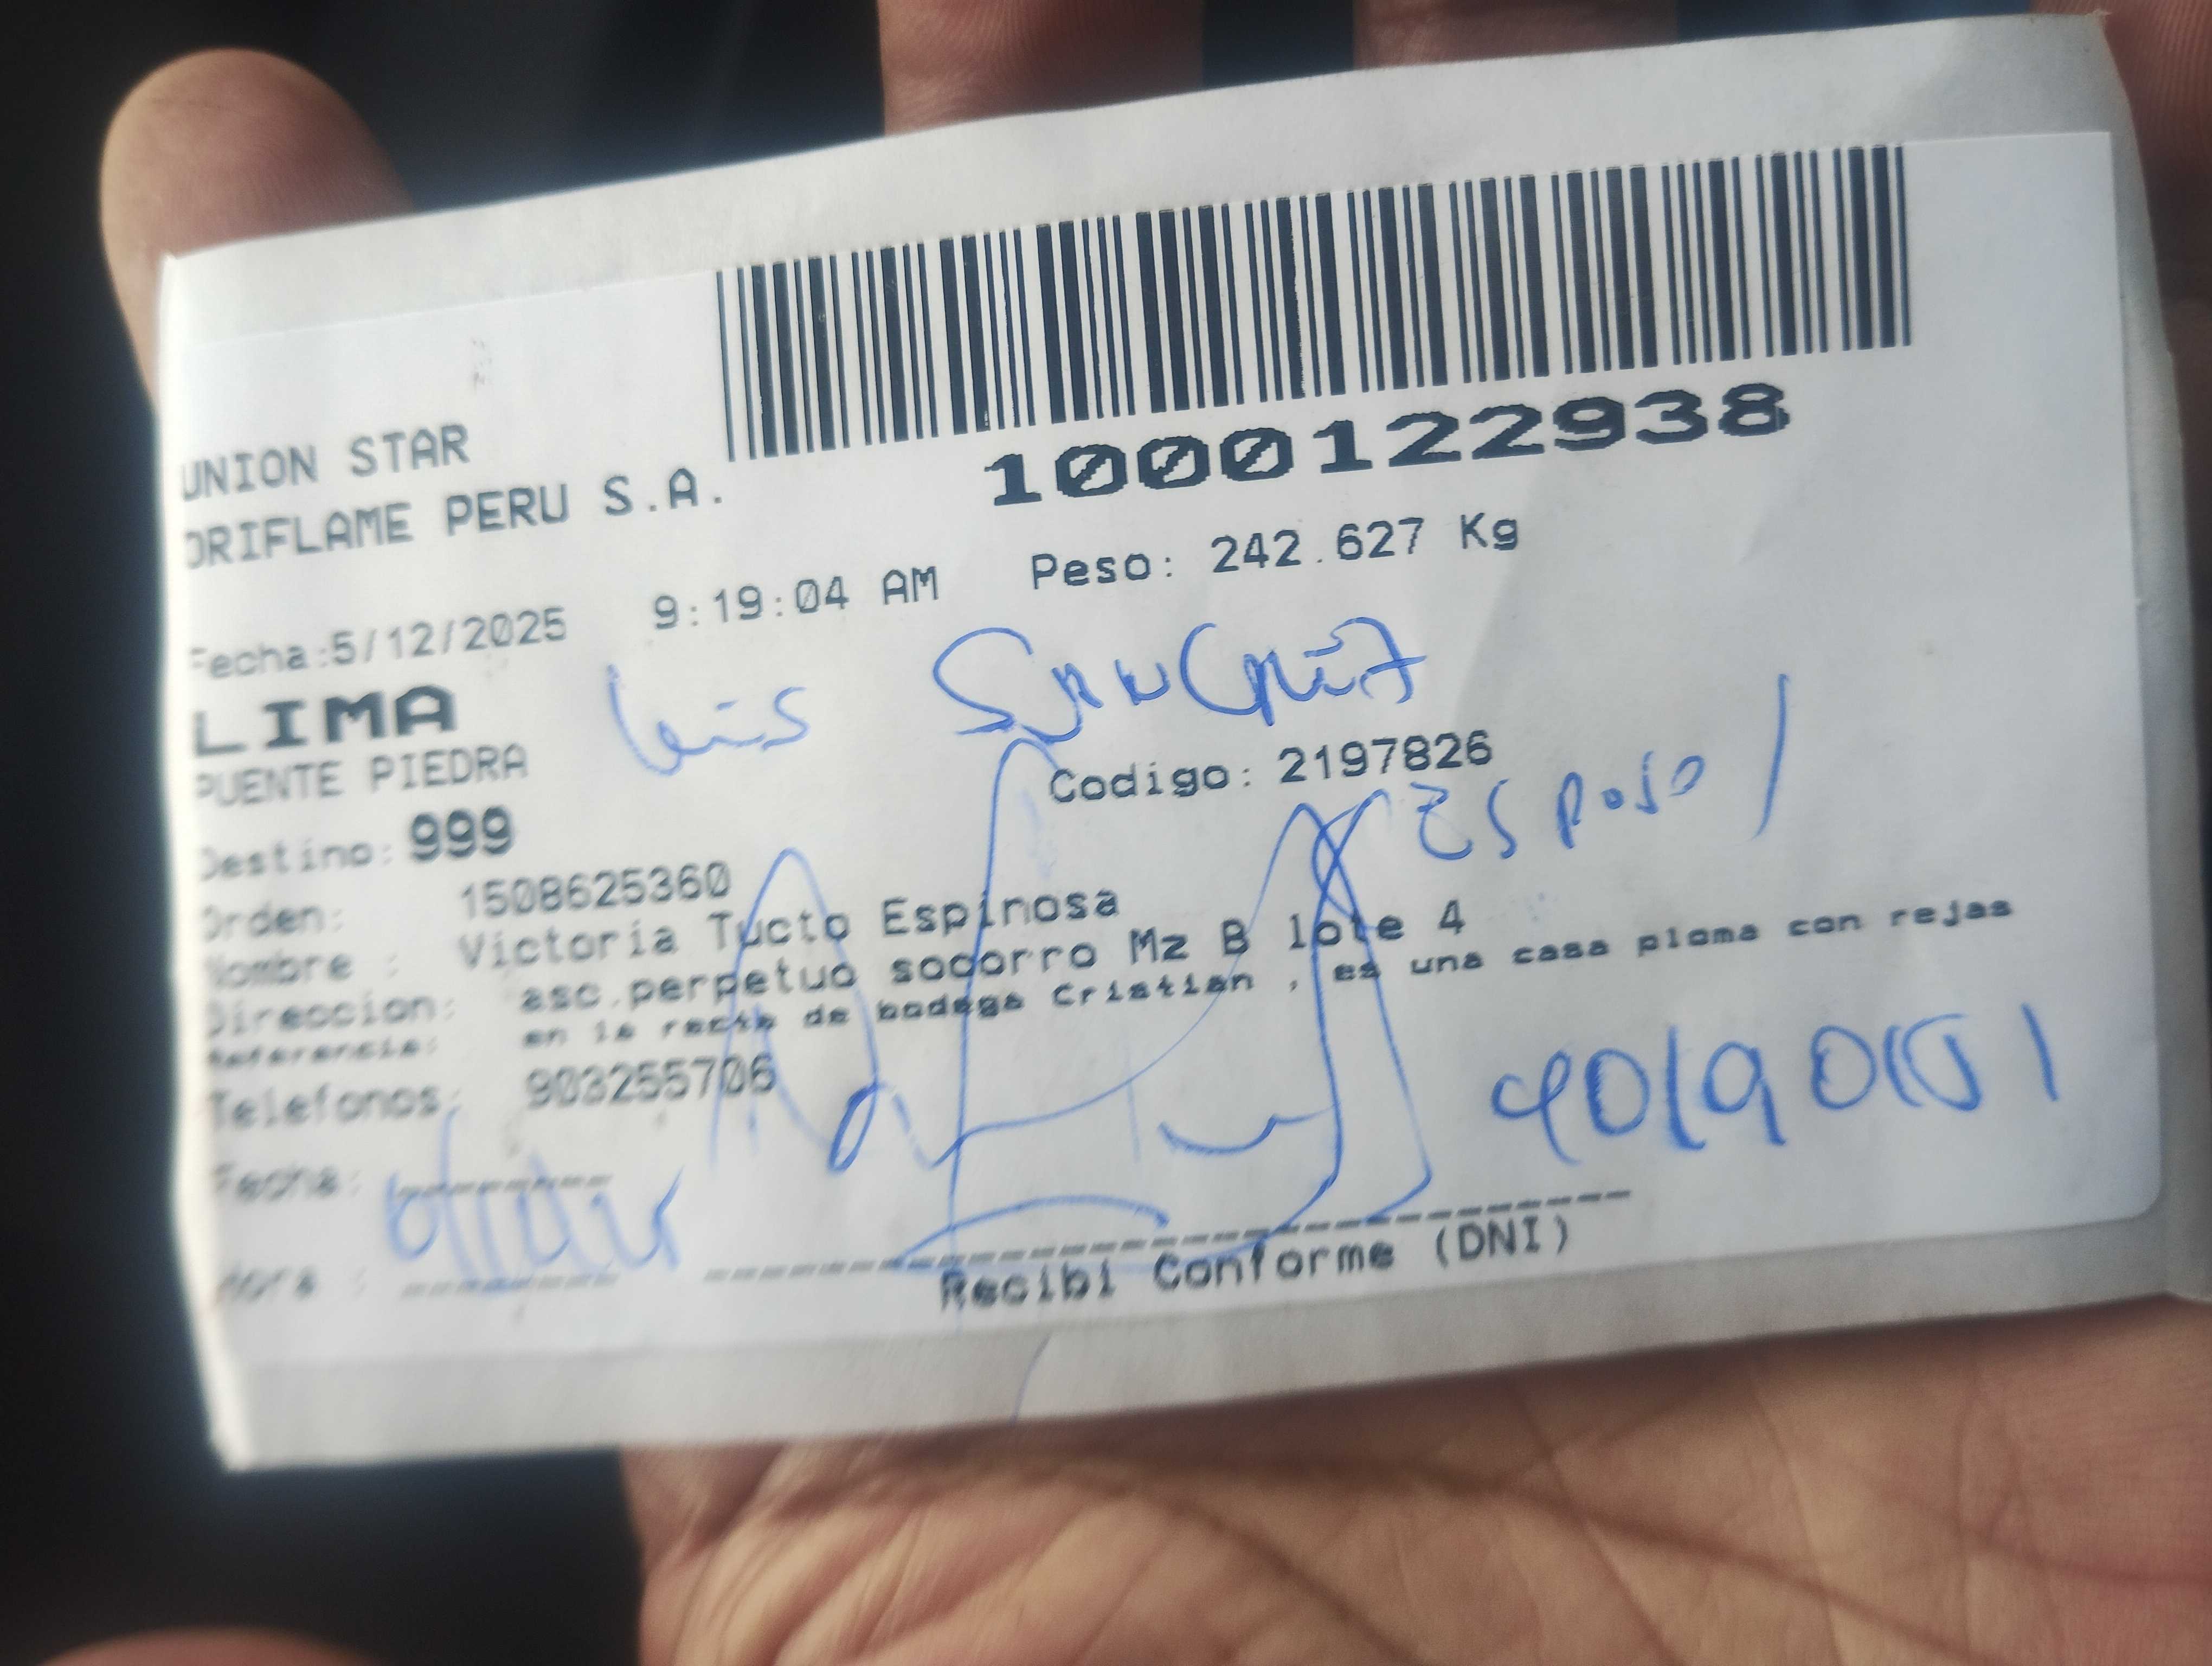 UNION STAR
ORIFLAME PERU S.A.
1000122938
Fecha:5/12/2025 9:19:04 AM Peso: 242.627 Kg
LIMA
Luis
PUENTE PIEDRA
Codigo: 2197826
Esposo
Destino: 999
Orden: 1508625360
Nombre : Victoria Tucto Espinosa
Direccion: asc.perpetuo socorro Mz B lote 4
Referencia: en la recta de bodega Cristian , es una casa ploma con rejas
Telefonos: 903255706
Fecha:
Hora :
Recibi Conforme (DNI)